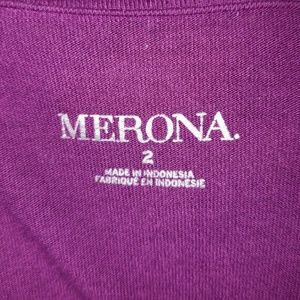 MERONA.
2
MADE IN INDONESIA
FABRIQUÉ EN INDONÉSIE